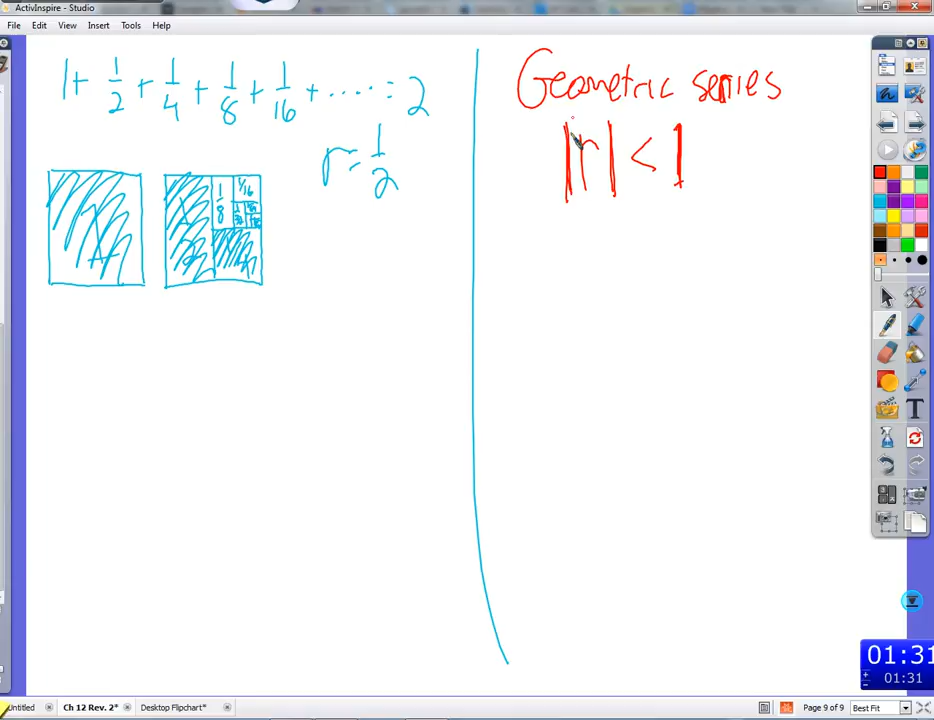 ActivInspire - Studio
File Edit View Insert Tools Help
1+ 1/2 + 1/4 + 1/8 + 1/16 + ..... = 2
r = 1/2
1/8 1/16
Geometric series
|r| < 1
T
01:31
01:31
Untitled Ch 12 Rev. 2* Desktop Flipchart*
Page 9 of 9 Best Fit